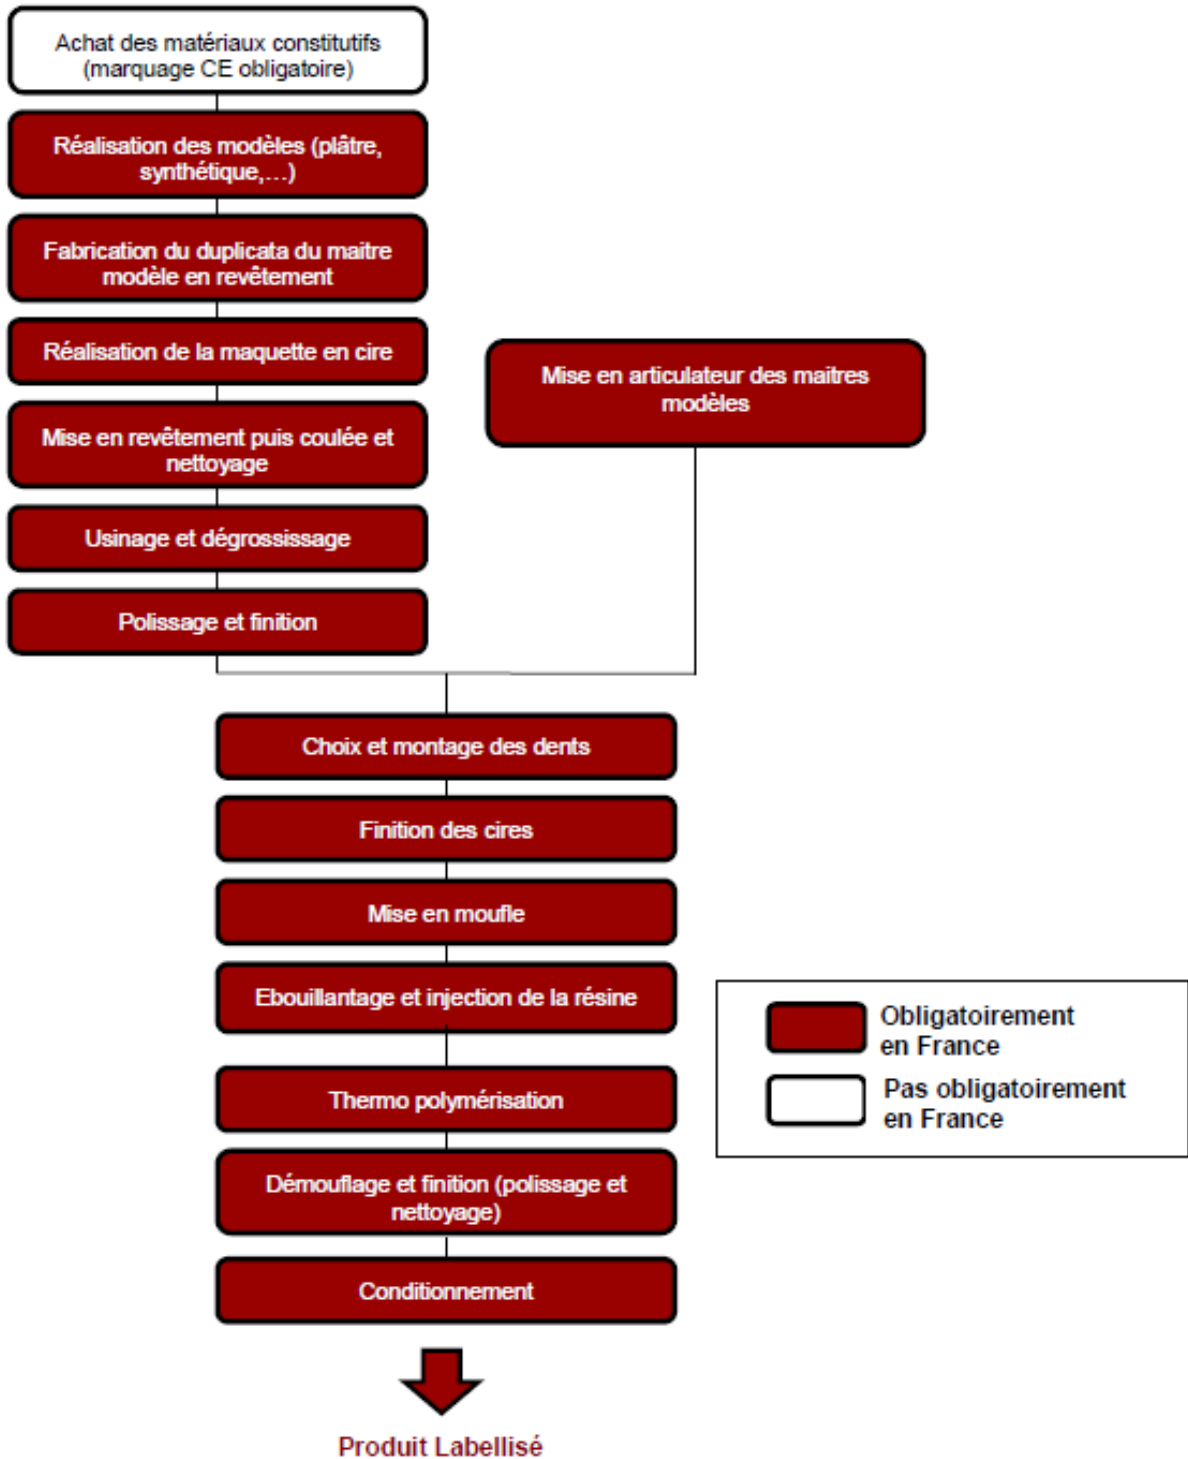 Achat des matériaux constitutifs
(marquage CE obligatoire)
Réalisation des modèles (plâtre,
synthétique,...)
Fabrication du duplicata du maitre
modèle en revêtement
Réalisation de la maquette en cire
Mise en articulateur des maitres
modèles
Mise en revêtement puis coulée et
nettoyage
Usinage et dégrossissage
Polissage et finition
Choix et montage des dents
Finition des cires
Mise en moufle
Ebouillantage et injection de la résine
Thermo polymérisation
Démouflage et finition (polissage et
nettoyage)
Conditionnement
Produit Labellisé
Obligatoirement
en France
Pas obligatoirement
en France